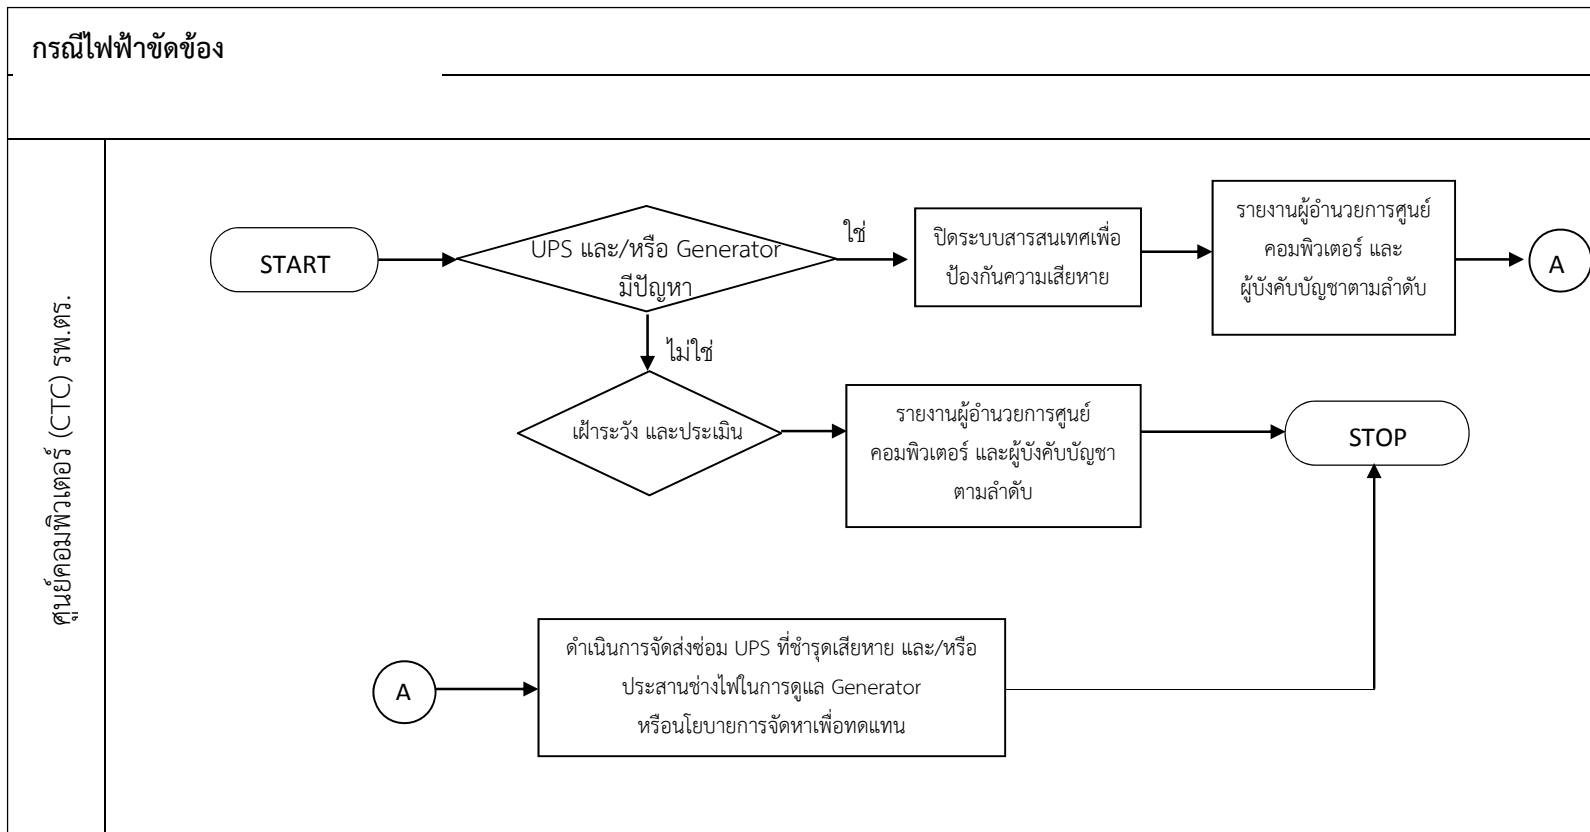 กรณีไฟฟ้าขัดข้อง
ศูนย์คอมพิวเตอร์ (CTC) รพ.ตร.
START
UPS และ/หรือ Generator
มีปัญหา
ใช่
ปิดระบบสารสนเทศเพื่อ
ป้องกันความเสียหาย
รายงานผู้อำนวยการศูนย์
คอมพิวเตอร์ และ
ผู้บังคับบัญชาตามลำดับ
A
ไม่ใช่
เฝ้าระวัง และประเมิน
รายงานผู้อำนวยการศูนย์
คอมพิวเตอร์ และผู้บังคับบัญชา
ตามลำดับ
STOP
A
ดำเนินการจัดส่งซ่อม UPS ที่ชำรุดเสียหาย และ/หรือ
ประสานช่างไฟในการดูแล Generator
หรือนโยบายการจัดหาเพื่อทดแทน